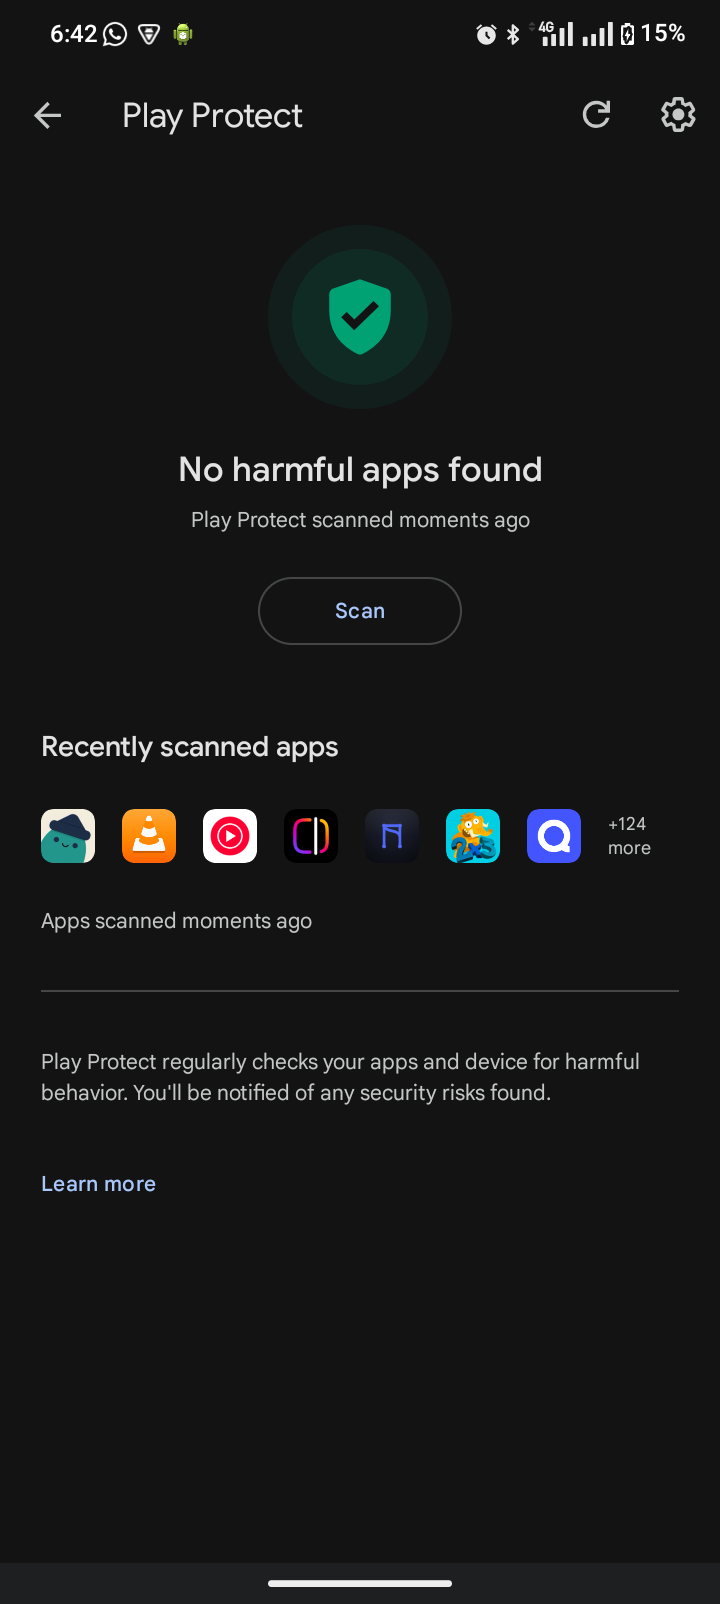 6:42
4G
15%
Play Protect
No harmful apps found
Play Protect scanned moments ago
Scan
Recently scanned apps
25
+124
more
Apps scanned moments ago
Play Protect regularly checks your apps and device for harmful
behavior. You'll be notified of any security risks found.
Learn more